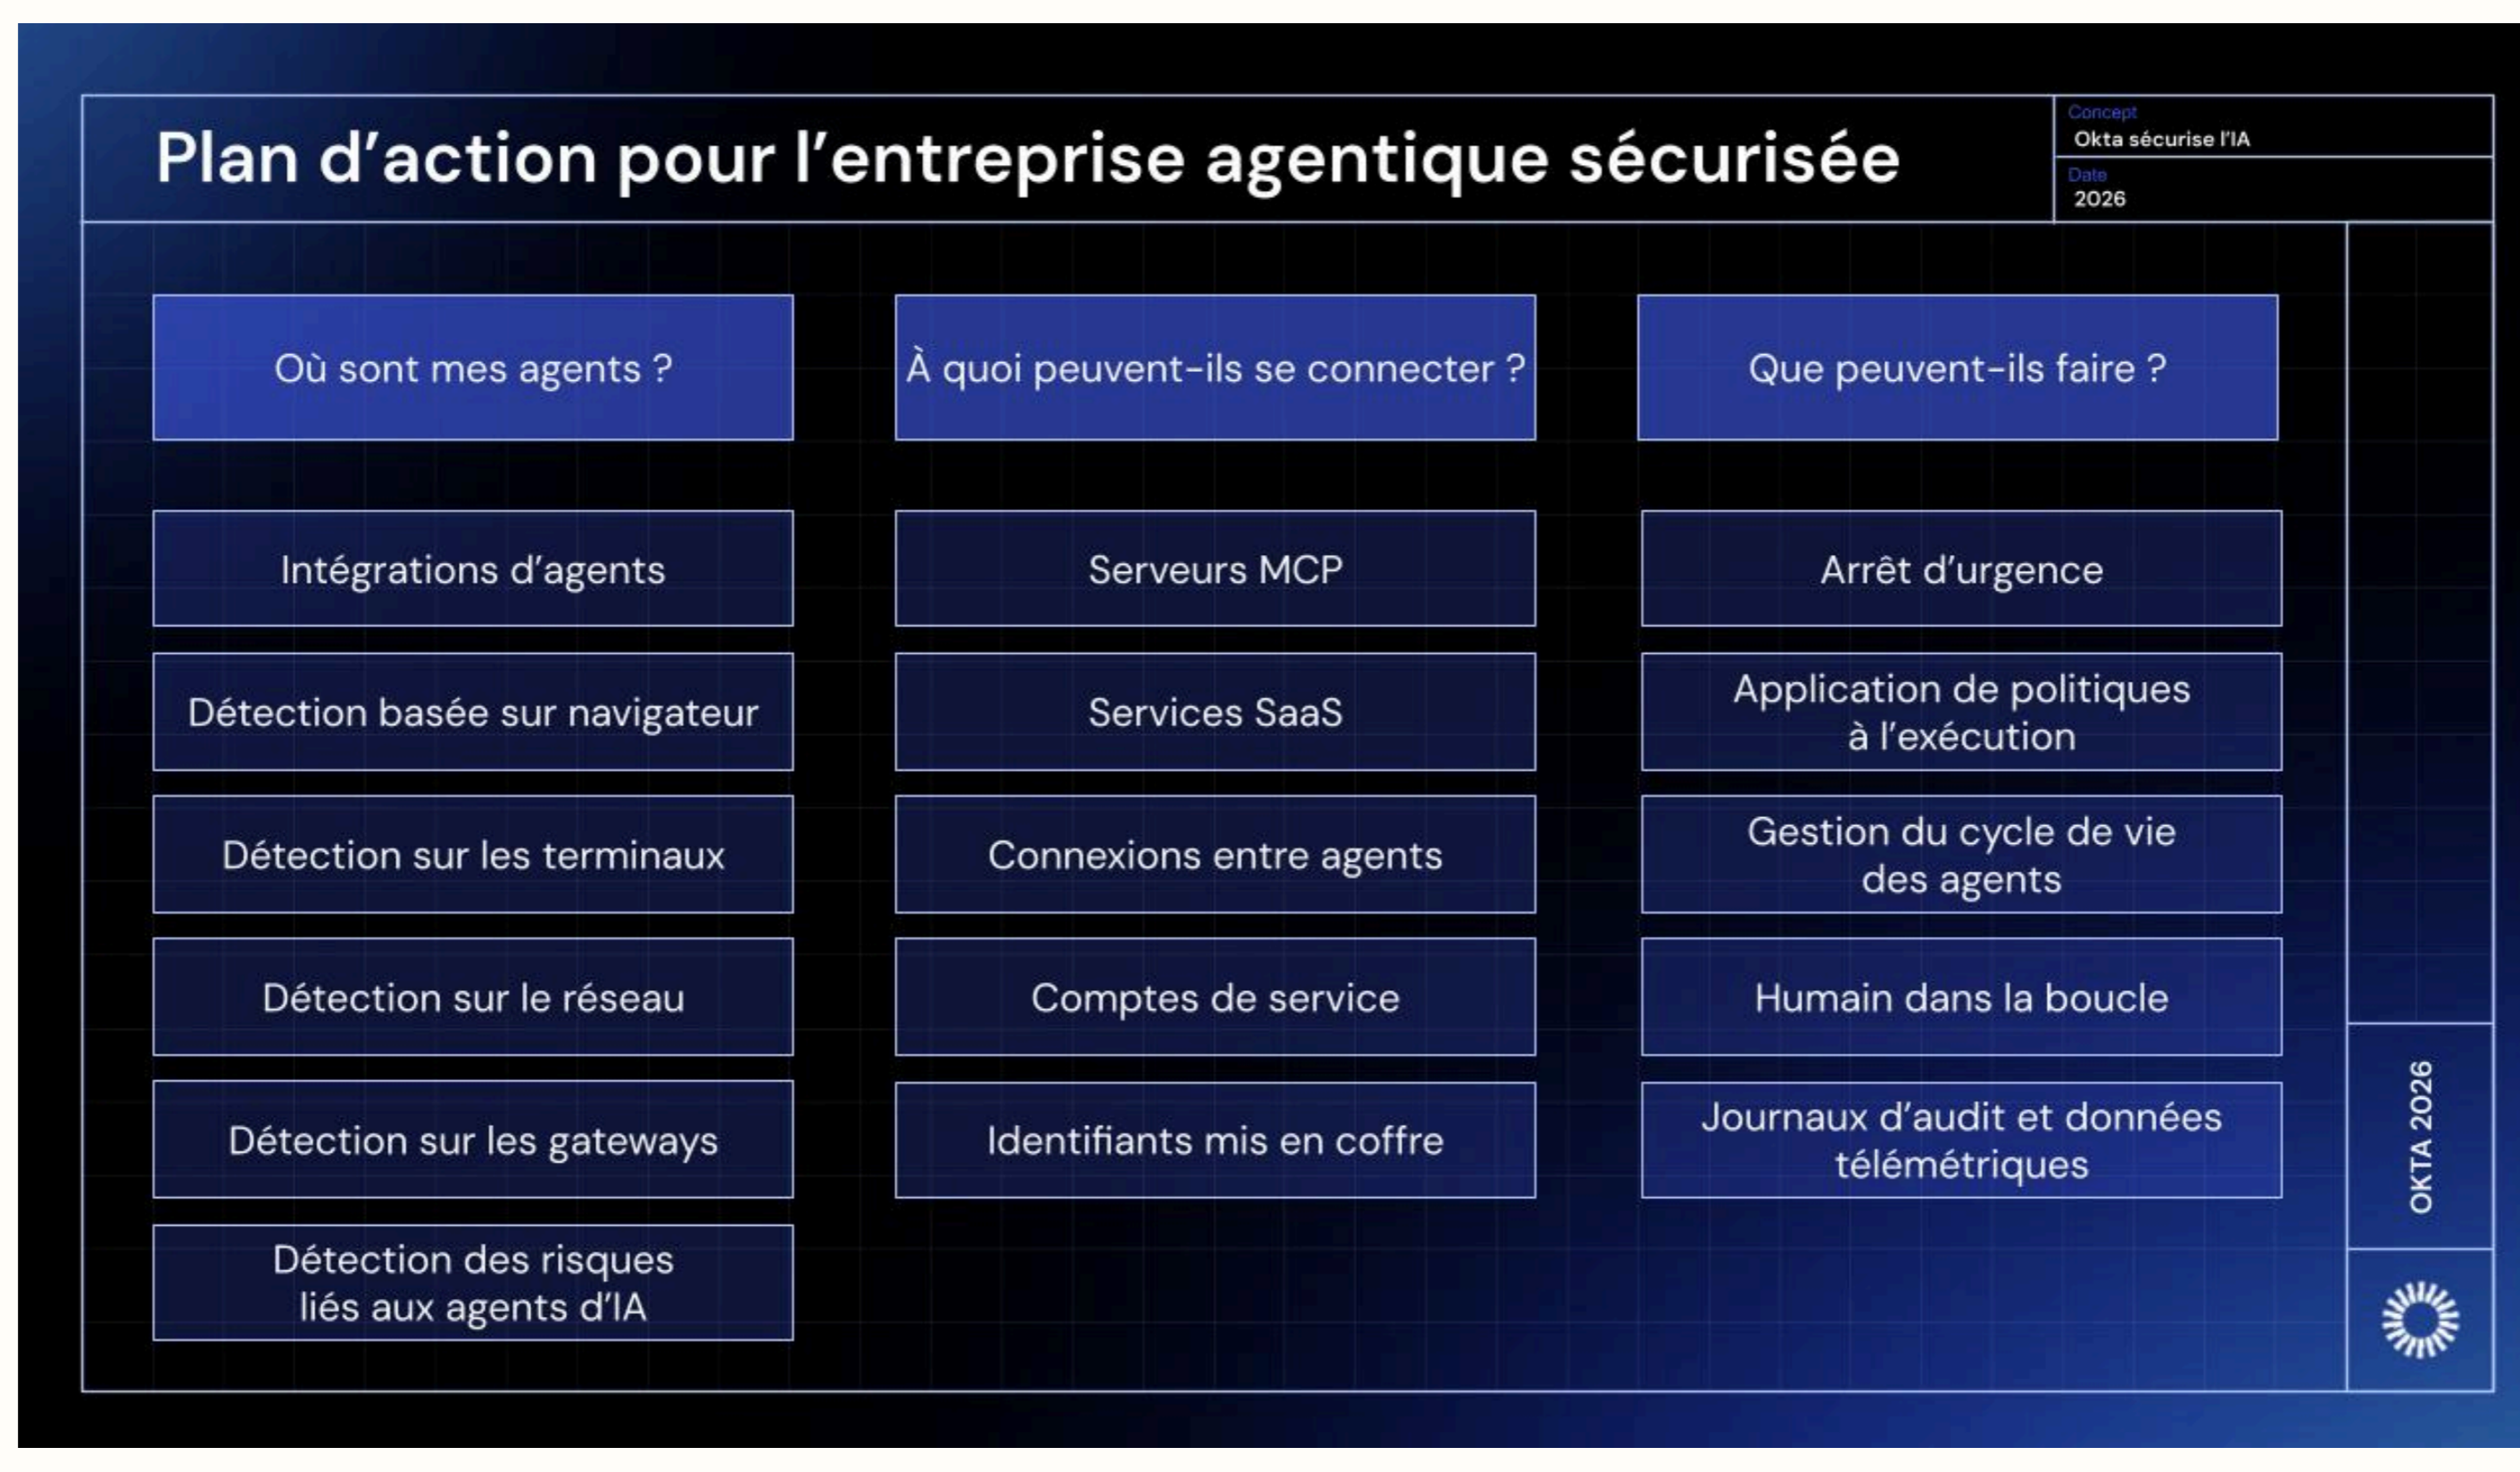 Plan d’action pour l’entreprise agentique sécurisée
Concept
Okta sécurise l’IA
Date
2026
Où sont mes agents ?
Intégrations d’agents
Détection basée sur navigateur
Détection sur les terminaux
Détection sur le réseau
Détection sur les gateways
Détection des risques
liés aux agents d’IA
À quoi peuvent-ils se connecter ?
Serveurs MCP
Services SaaS
Connexions entre agents
Comptes de service
Identifiants mis en coffre
Que peuvent-ils faire ?
Arrêt d’urgence
Application de politiques
à l’exécution
Gestion du cycle de vie
des agents
Humain dans la boucle
Journaux d’audit et données
télémétriques
OKTA 2026